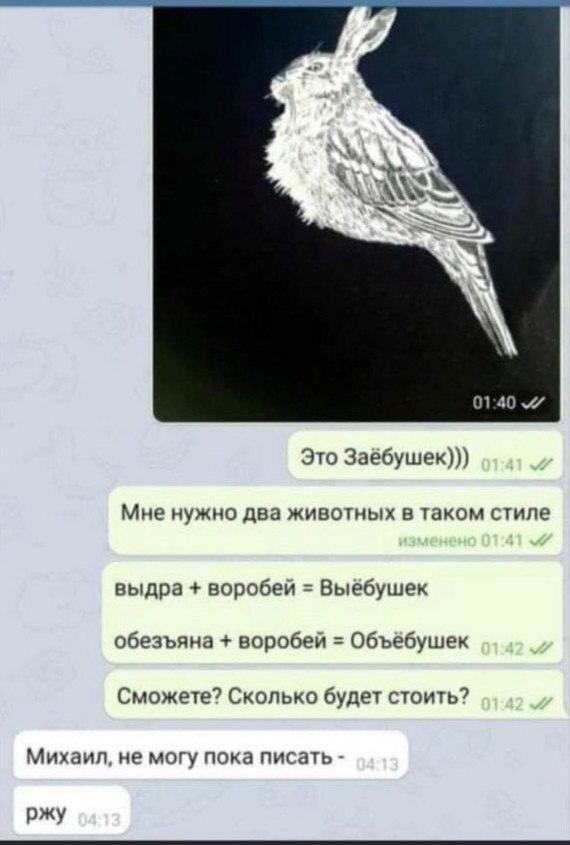 01:40
Это Заёбушек)))
01:41
Мне нужно два животных в таком стиле
изменено 01:41
выдра + воробей = Выёбушек
обезъяна + воробей = Объёбушек
01:42
Сможете? Сколько будет стоить?
01:42
Михаил, не могу пока писать -
04:13
ржу
04:13